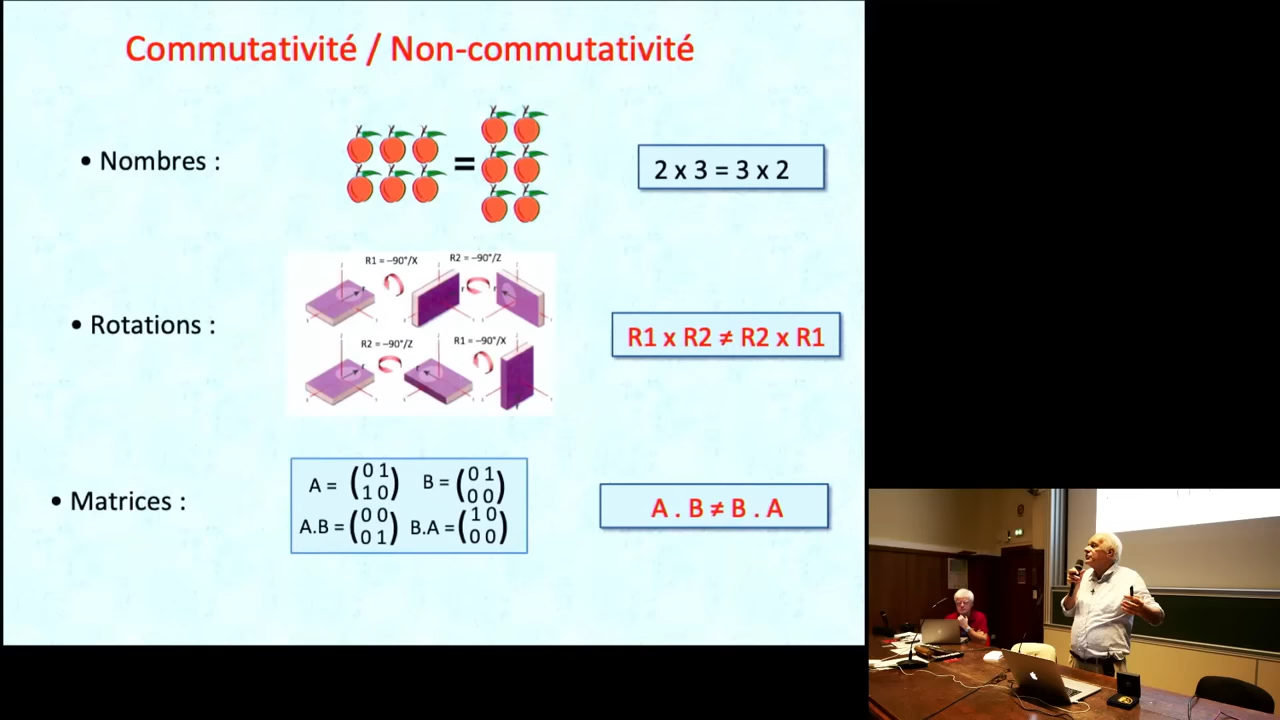 Commutativité / Non-commutativité
• Nombres :
=
2 x 3 = 3 x 2
R1 = –90°/X
R2 = –90°/Z
• Rotations :
R2 = –90°/Z
R1 = –90°/X
R1 x R2 ≠ R2 x R1
• Matrices :
A = (0 1
1 0)
B = (0 1
0 0)
A.B = (0 0
0 1)
B.A = (1 0
0 0)
A . B ≠ B . A